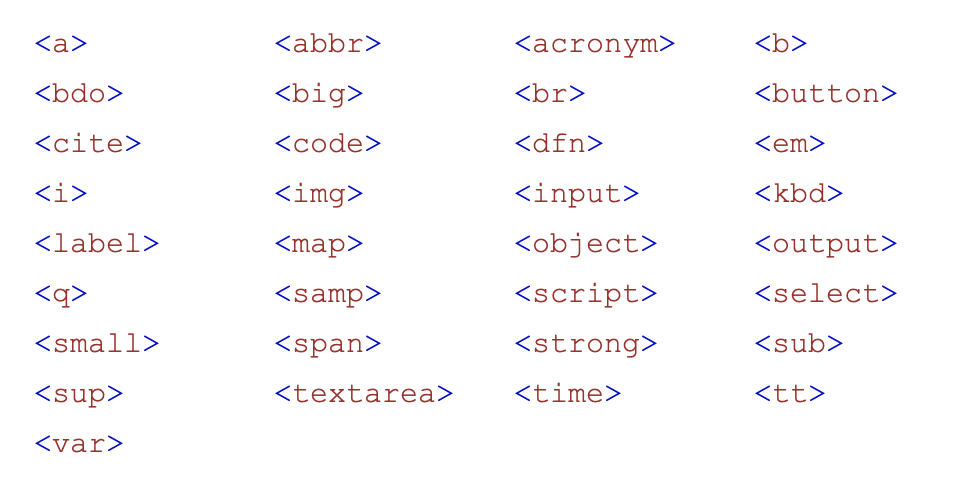 <a> <abbr> <acronym> <b>
<bdo> <big> <br> <button>
<cite> <code> <dfn> <em>
<i> <img> <input> <kbd>
<label> <map> <object> <output>
<q> <samp> <script> <select>
<small> <span> <strong> <sub>
<sup> <textarea> <time> <tt>
<var>